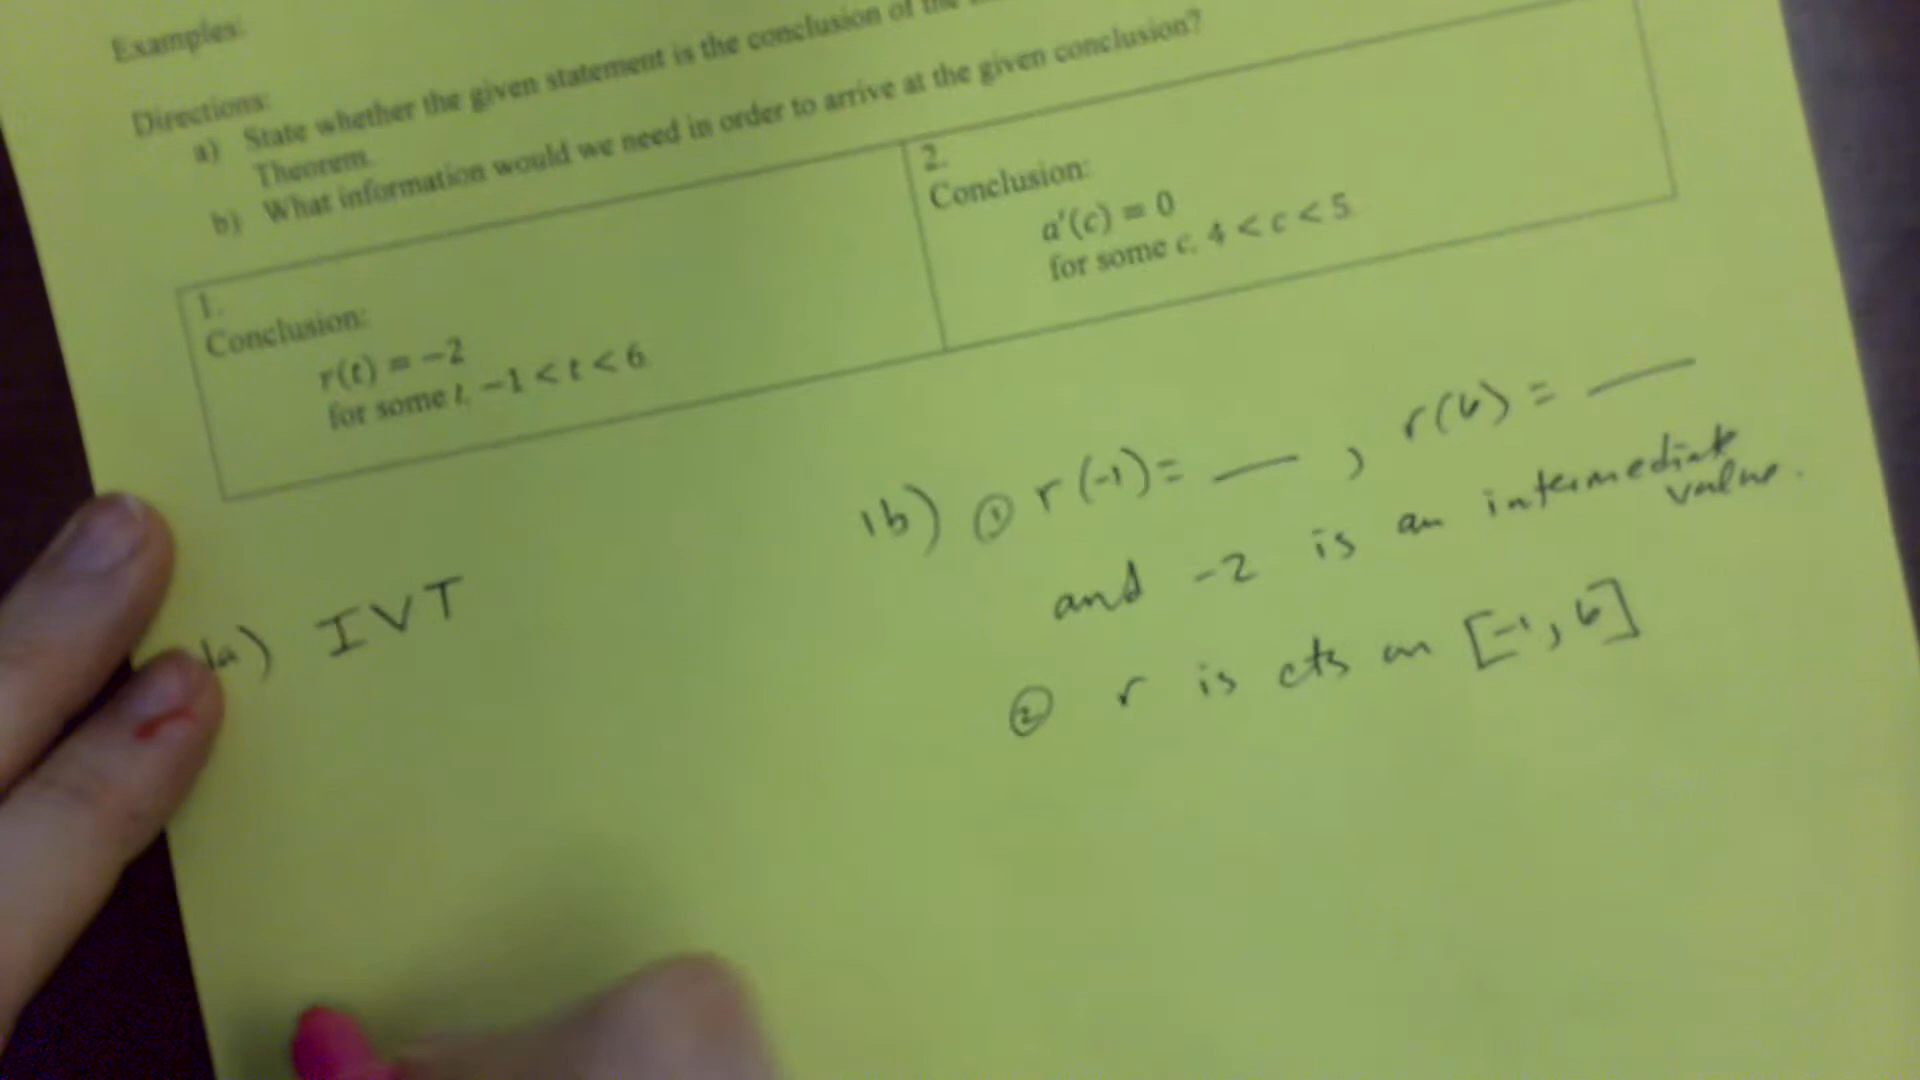 Examples:
Directions:
a) State whether the given statement is the conclusion of the
Theorem.
b) What information would we need in order to arrive at the given conclusion?
1.
Conclusion:
r(t) = −2
for some t, −1 < t < 6.
2.
Conclusion:
a′(c) = 0
for some c, 4 < c < 5
1a) IVT
1b) ① r(-1) = __ , r(6) = __
and -2 is an intermediate
value.
② r is cts on [-1, 6]